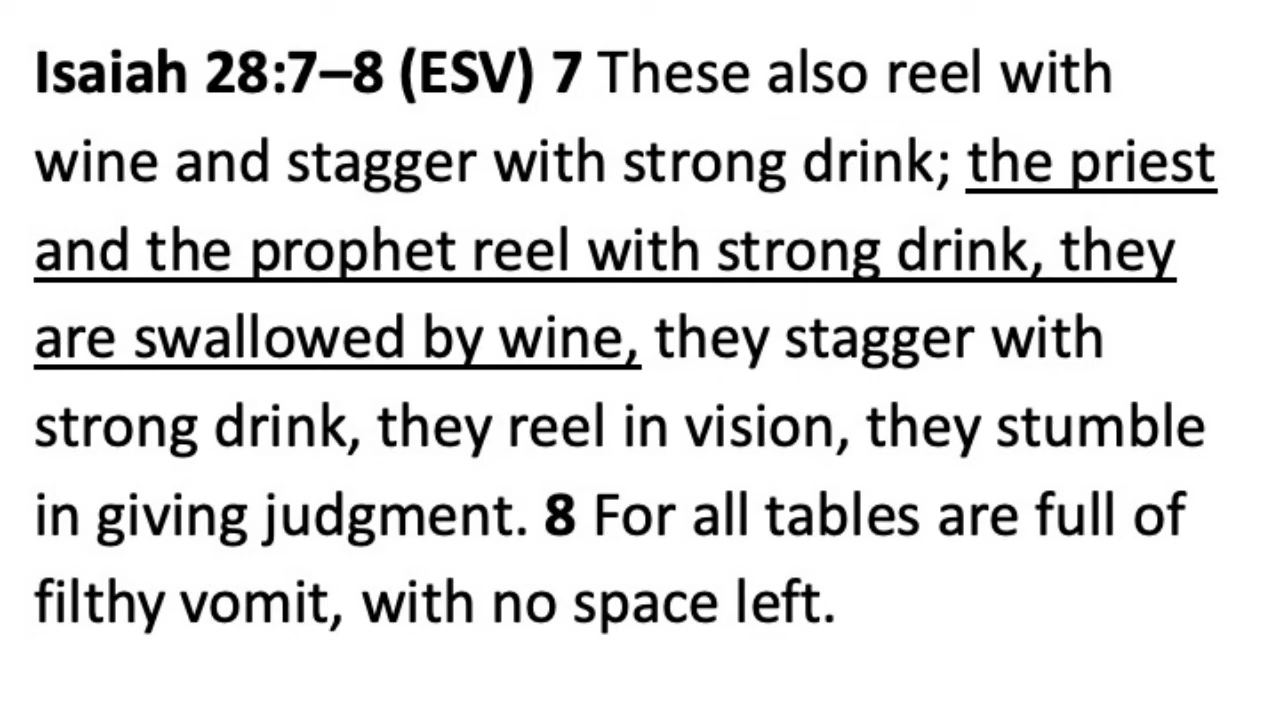 Isaiah 28:7–8 (ESV) 7 These also reel with
wine and stagger with strong drink; the priest
and the prophet reel with strong drink, they
are swallowed by wine, they stagger with
strong drink, they reel in vision, they stumble
in giving judgment. 8 For all tables are full of
filthy vomit, with no space left.